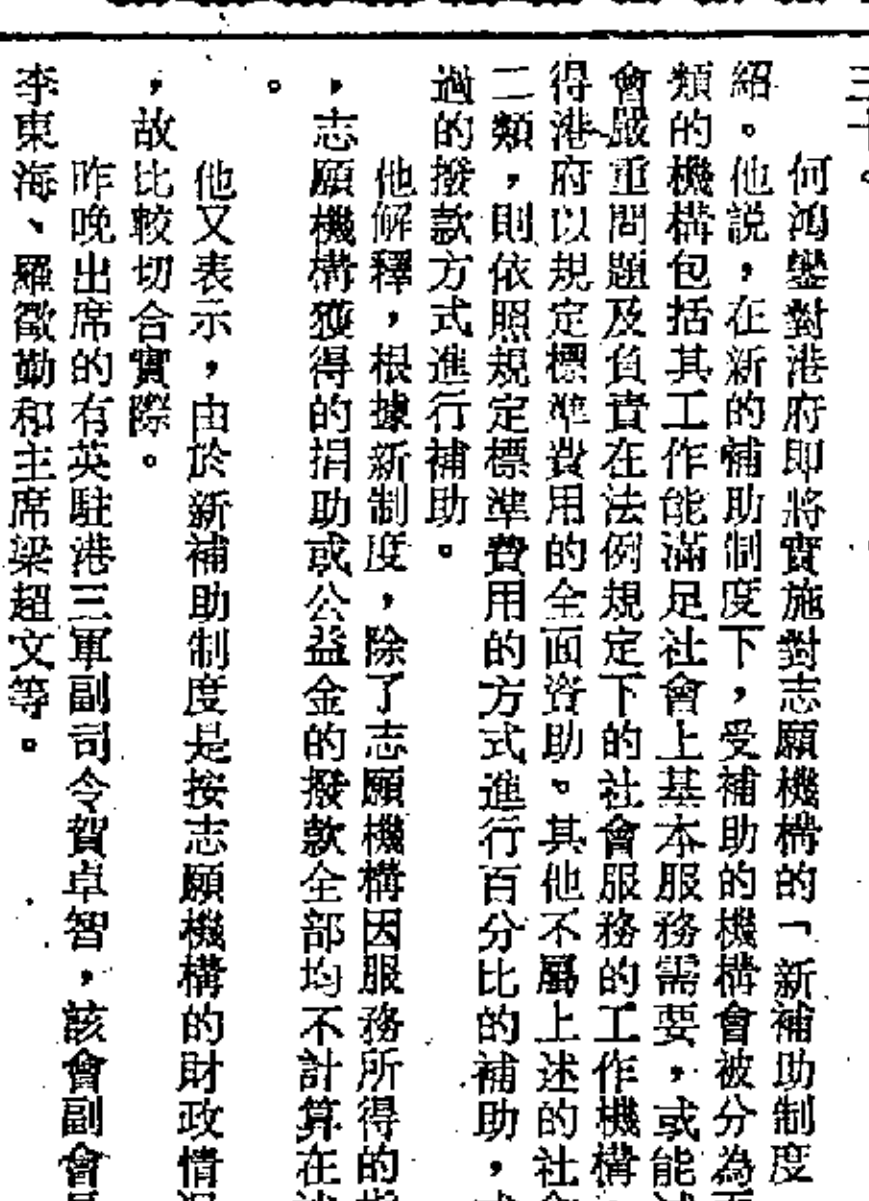 三十。
何鴻鑾對港府即將實施對志願機構的「新補助制度
紹。他説,在新的補助制度下,受補助的機構會被分為
類的機構包括其工作能滿足社會上基本服務需要,或能
會嚴重問題及負責在法例規定下的社會服務的工作機構
得港府以規定標準費用的全面資助。其他不屬上述的社
二類,則依照規定標準費用的方式進行百分比的補助,
過的撥款方式進行補助。
他解釋,根據新制度,除了志願機構因服務所得的
,志願機構獲得的捐助或公益金的撥款全部均不計算在
。
他又表示,由於新補助制度是按志願機構的財政情
,故比較切合實際。
昨晚出席的有英駐港三軍副司令賀卓智,該會副會
李東海、羅徵勤和主席梁超文等。